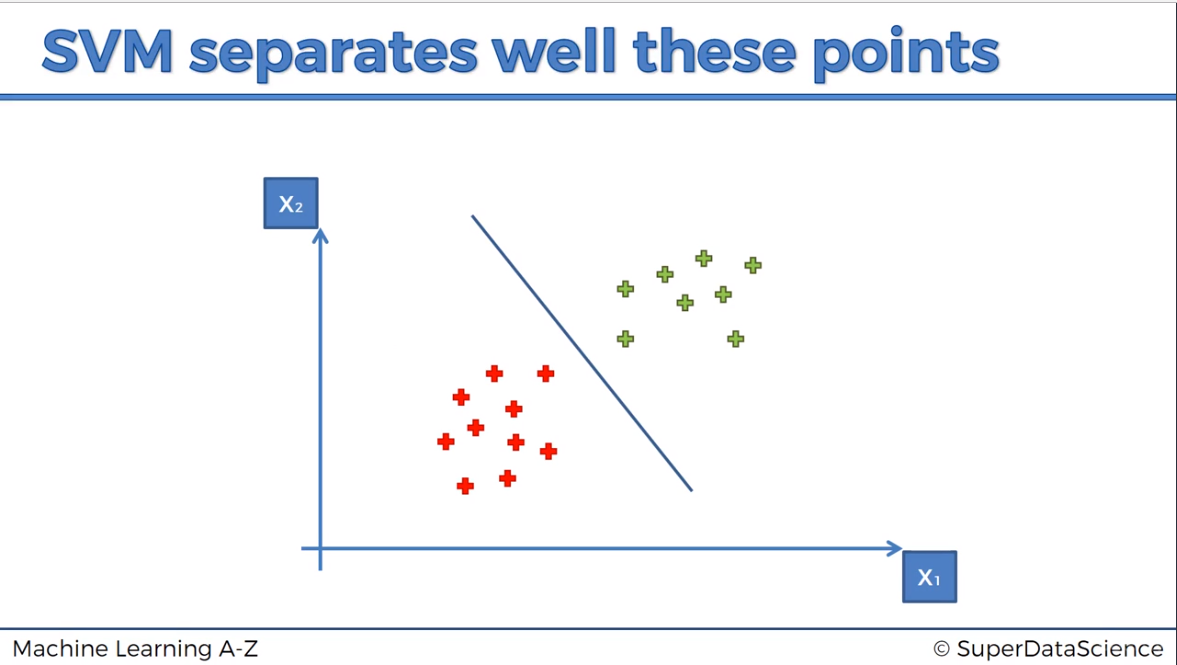 SVM separates well these points
X₂
X₁
Machine Learning A-Z
© SuperDataScience